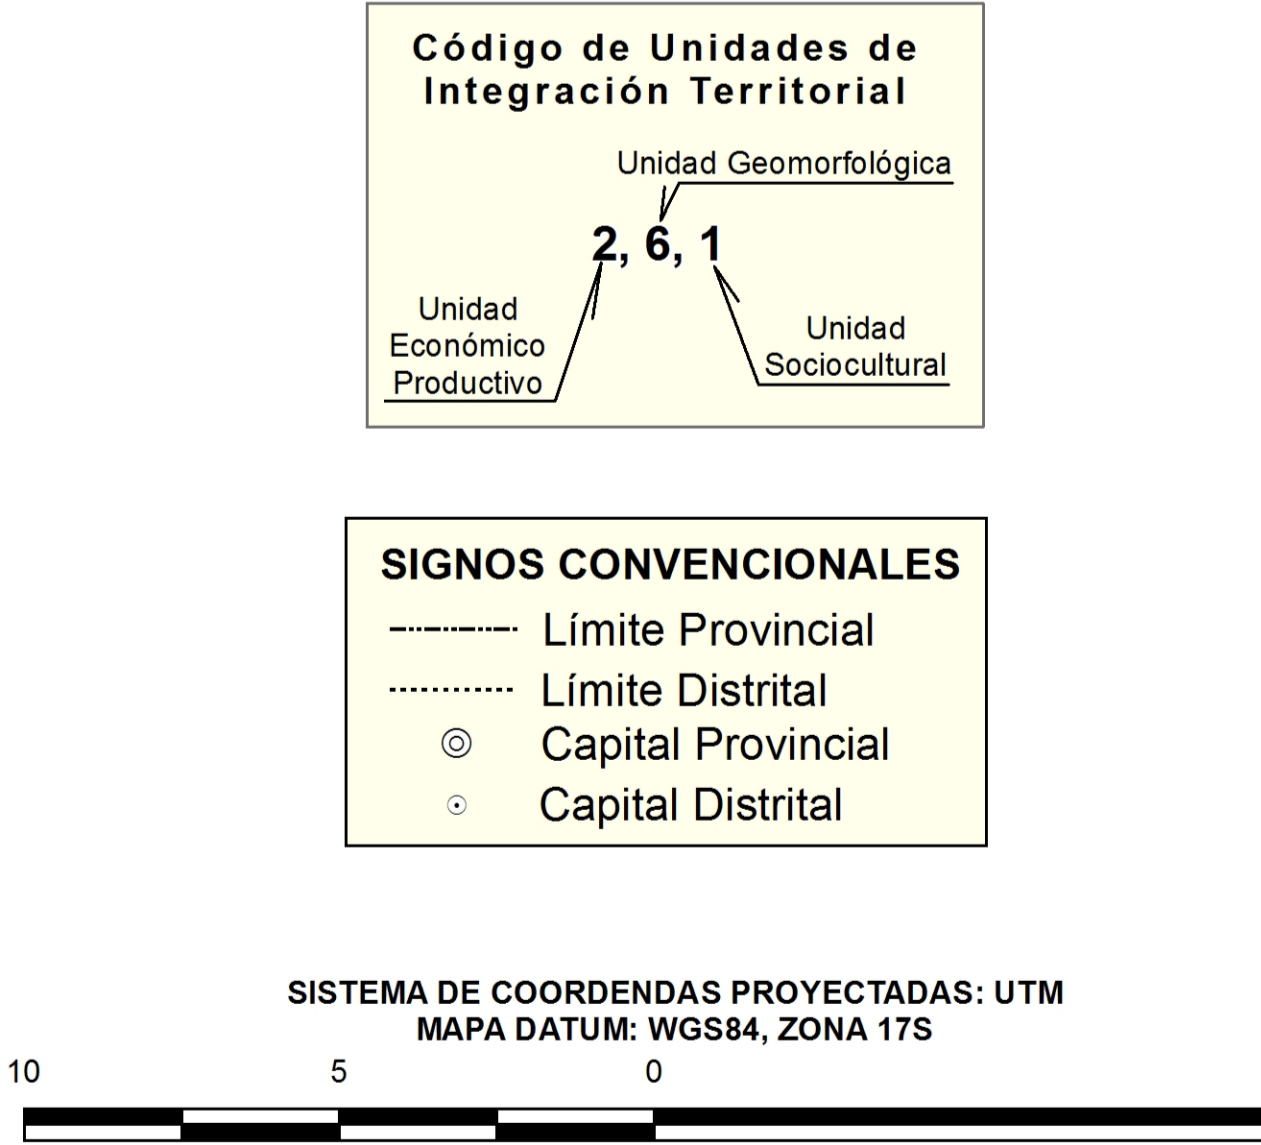 Código de Unidades de
Integración Territorial
Unidad Geomorfológica
2, 6, 1
Unidad
Económico
Productivo
Unidad
Sociocultural
SIGNOS CONVENCIONALES
Límite Provincial
Límite Distrital
Capital Provincial
Capital Distrital
SISTEMA DE COORDENDAS PROYECTADAS: UTM
MAPA DATUM: WGS84, ZONA 17S
10 5 0